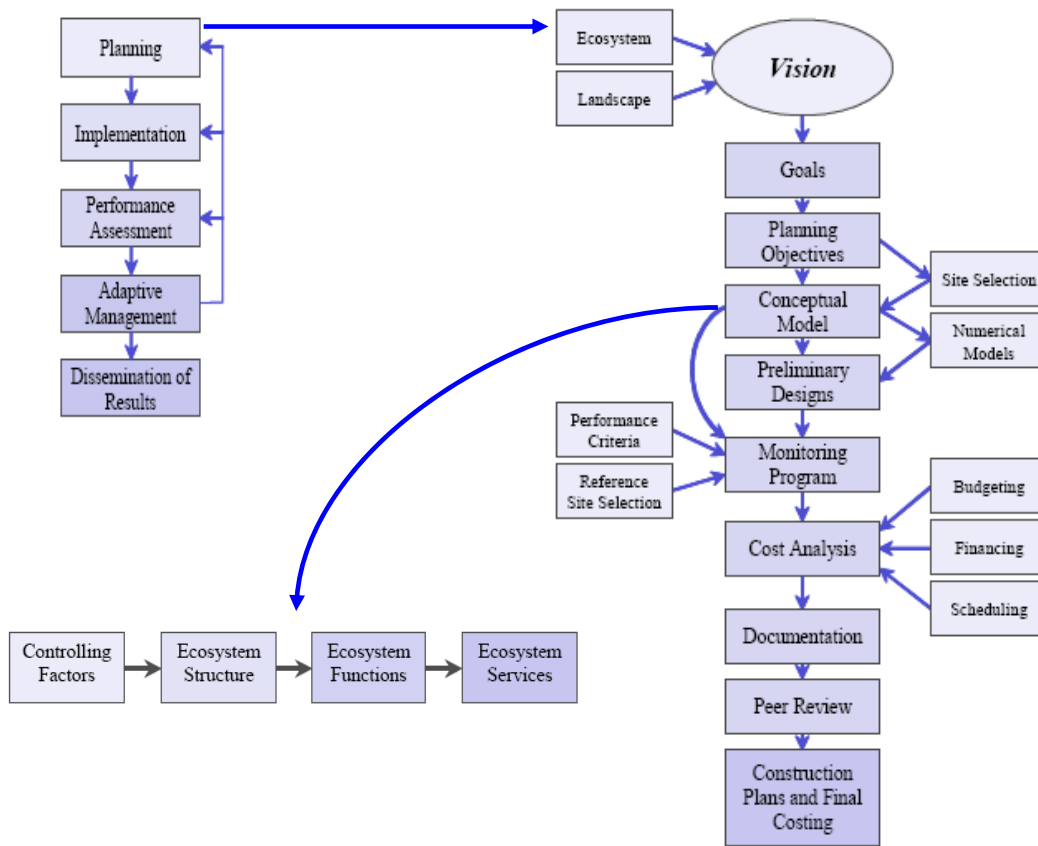 Planning
Implementation
Performance
Assessment
Adaptive
Management
Dissemination of
Results
Ecosystem
Landscape
Vision
Goals
Planning
Objectives
Site Selection
Conceptual
Model
Numerical
Models
Preliminary
Designs
Performance
Criteria
Reference
Site Selection
Monitoring
Program
Budgeting
Cost Analysis
Financing
Scheduling
Documentation
Peer Review
Construction
Plans and Final
Costing
Controlling
Factors
Ecosystem
Structure
Ecosystem
Functions
Ecosystem
Services